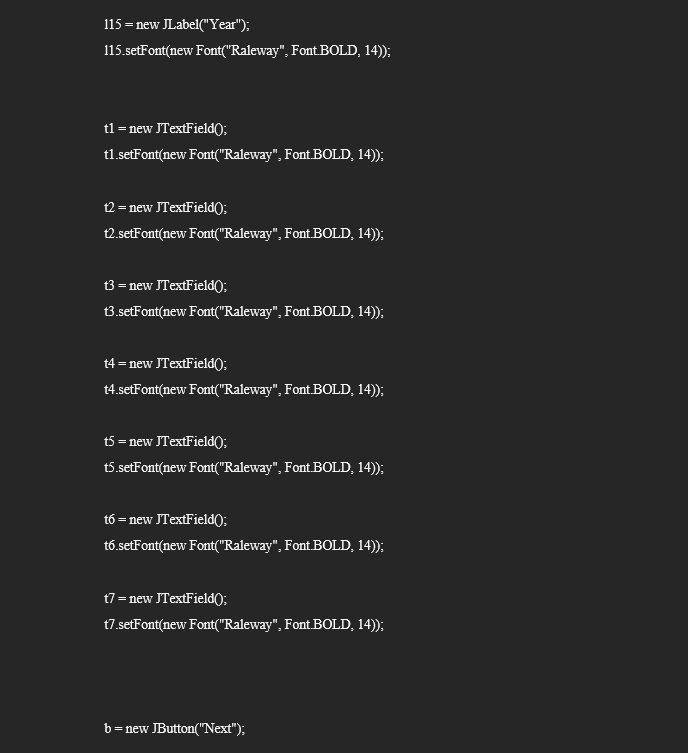 l15 = new JLabel("Year");
l15.setFont(new Font("Raleway", Font.BOLD, 14));
t1 = new JTextField();
t1.setFont(new Font("Raleway", Font.BOLD, 14));
t2 = new JTextField();
t2.setFont(new Font("Raleway", Font.BOLD, 14));
t3 = new JTextField();
t3.setFont(new Font("Raleway", Font.BOLD, 14));
t4 = new JTextField();
t4.setFont(new Font("Raleway", Font.BOLD, 14));
t5 = new JTextField();
t5.setFont(new Font("Raleway", Font.BOLD, 14));
t6 = new JTextField();
t6.setFont(new Font("Raleway", Font.BOLD, 14));
t7 = new JTextField();
t7.setFont(new Font("Raleway", Font.BOLD, 14));
b = new JButton("Next");